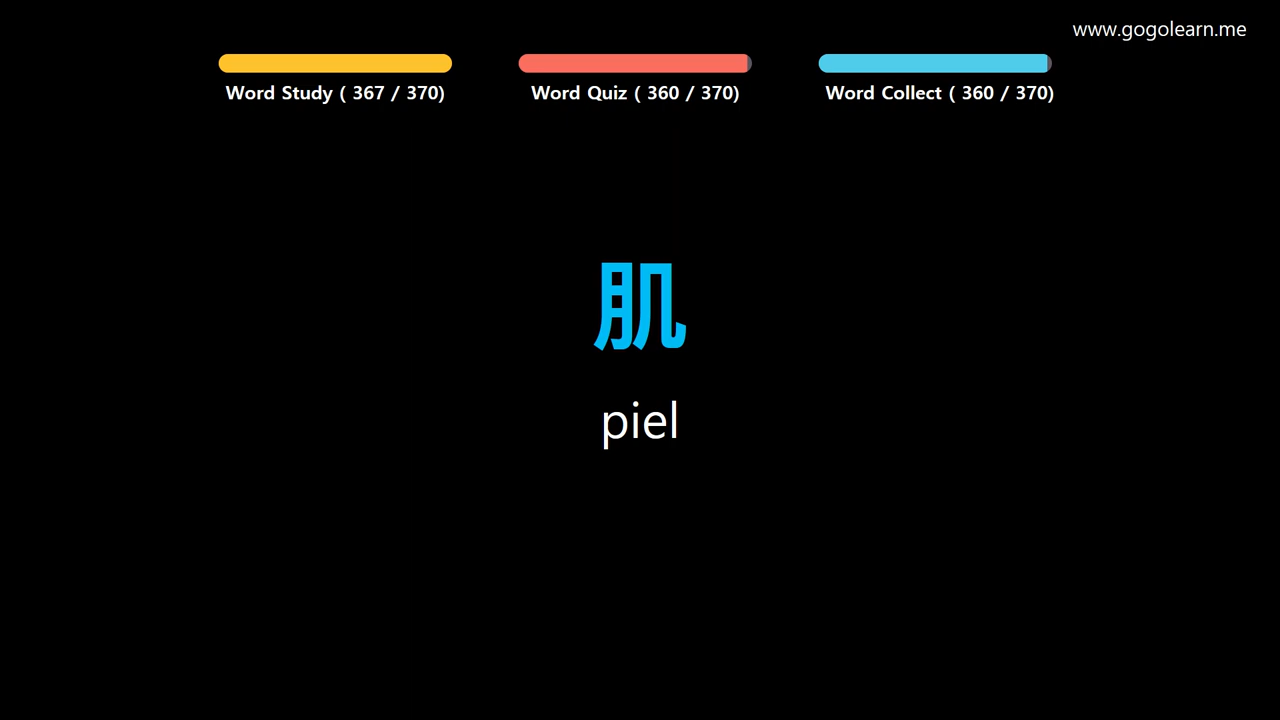 www.gogolearn.me
Word Study ( 367 / 370) Word Quiz ( 360 / 370) Word Collect ( 360 / 370)
肌
piel